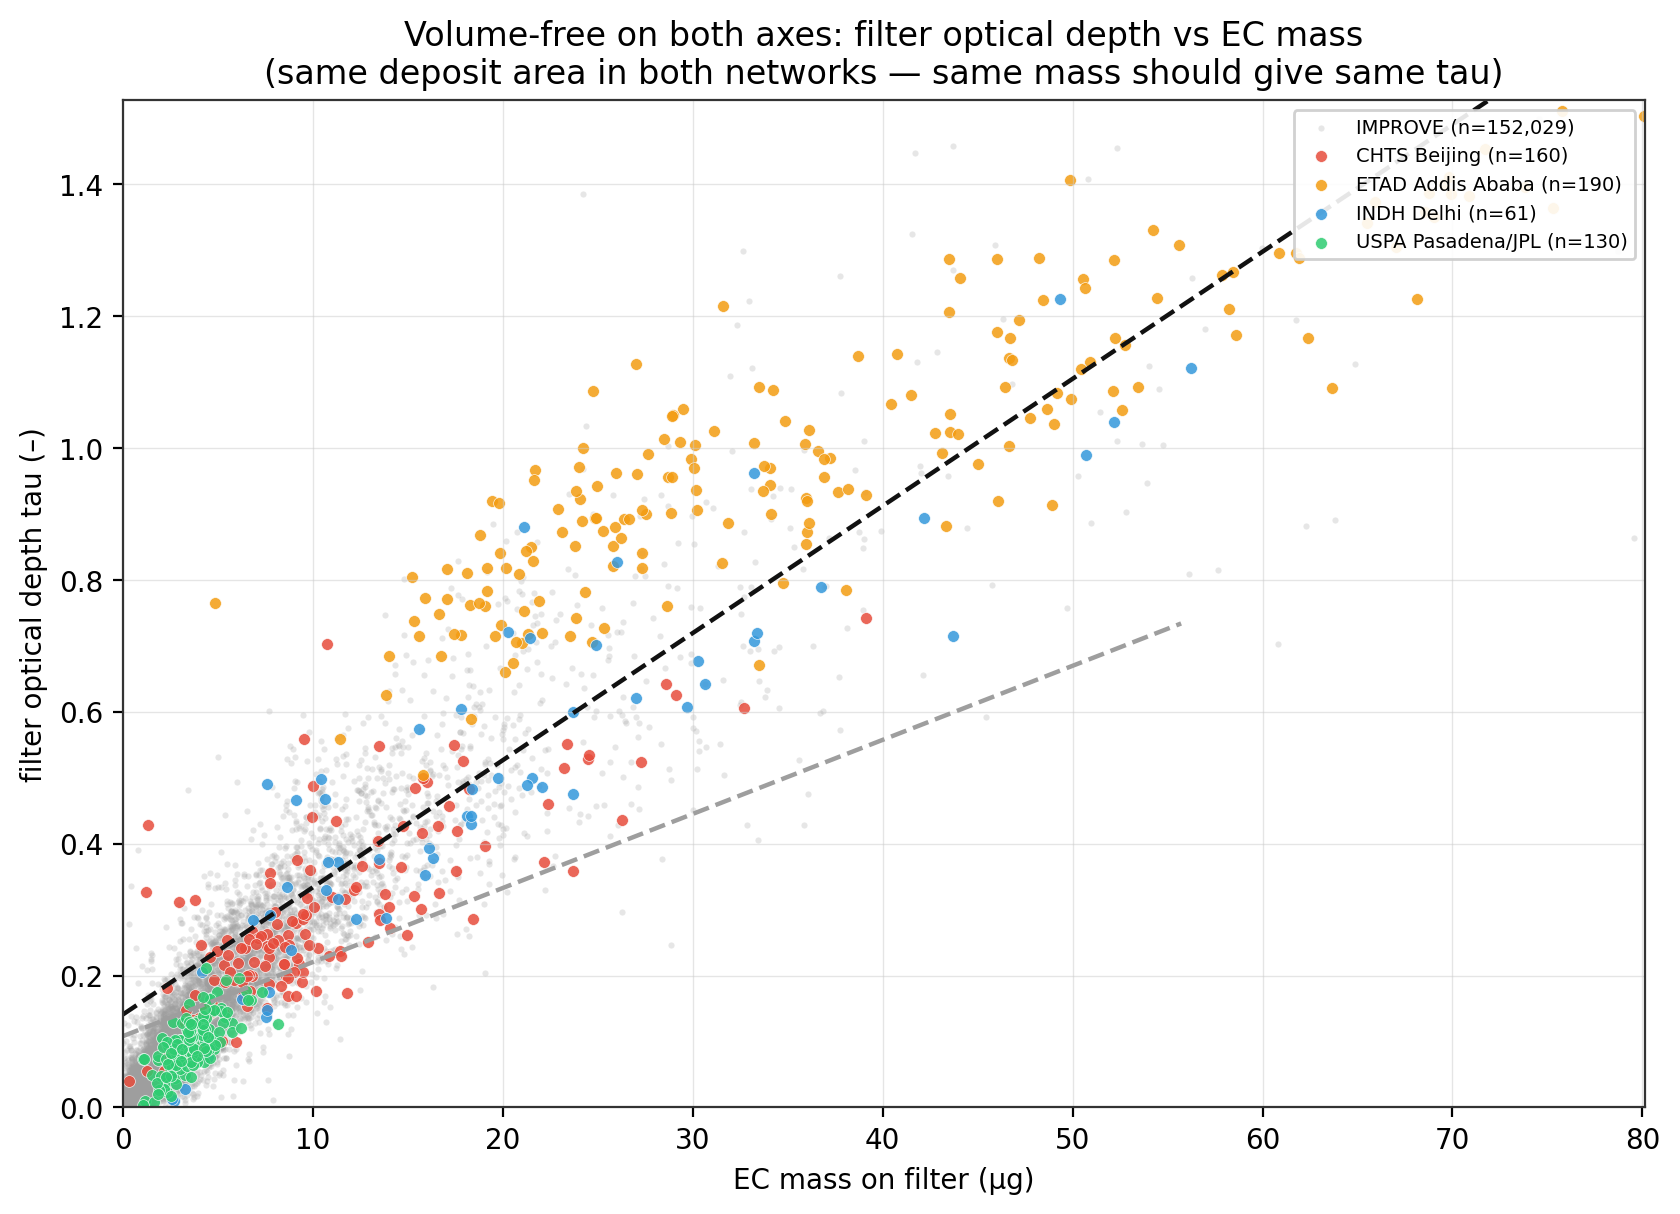 Volume-free on both axes: filter optical depth vs EC mass
(same deposit area in both networks — same mass should give same tau)
IMPROVE (n=152,029)
CHTS Beijing (n=160)
ETAD Addis Ababa (n=190)
INDH Delhi (n=61)
USPA Pasadena/JPL (n=130)
filter optical depth tau (–)
1.4
1.2
1.0
0.8
0.6
0.4
0.2
0.0
0 10 20 30 40 50 60 70 80
EC mass on filter (µg)